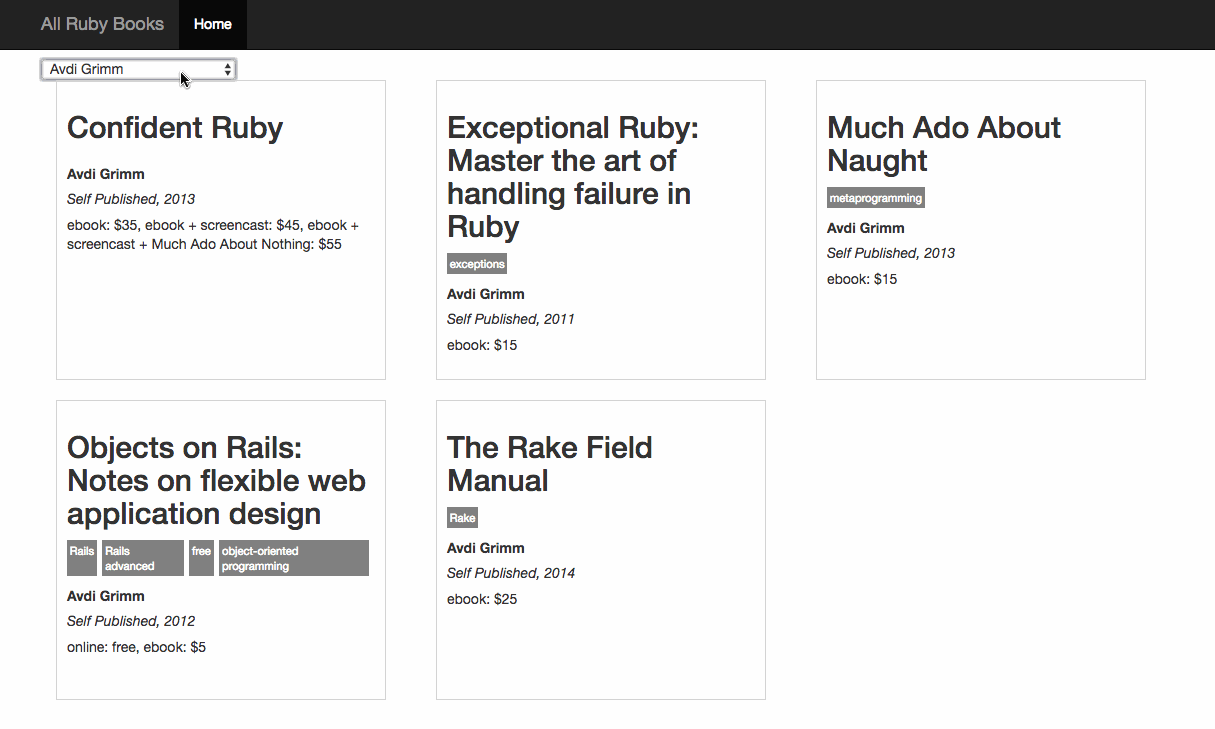 All Ruby Books Home
Avdi Grimm
Confident Ruby
Avdi Grimm
Self Published, 2013
ebook: $35, ebook + screencast: $45, ebook +
screencast + Much Ado About Nothing: $55
Exceptional Ruby:
Master the art of
handling failure in
Ruby
exceptions
Avdi Grimm
Self Published, 2011
ebook: $15
Much Ado About
Naught
metaprogramming
Avdi Grimm
Self Published, 2013
ebook: $15
Objects on Rails:
Notes on flexible web
application design
Rails
Rails
advanced
free
object-oriented
programming
Avdi Grimm
Self Published, 2012
online: free, ebook: $5
The Rake Field
Manual
Rake
Avdi Grimm
Self Published, 2014
ebook: $25